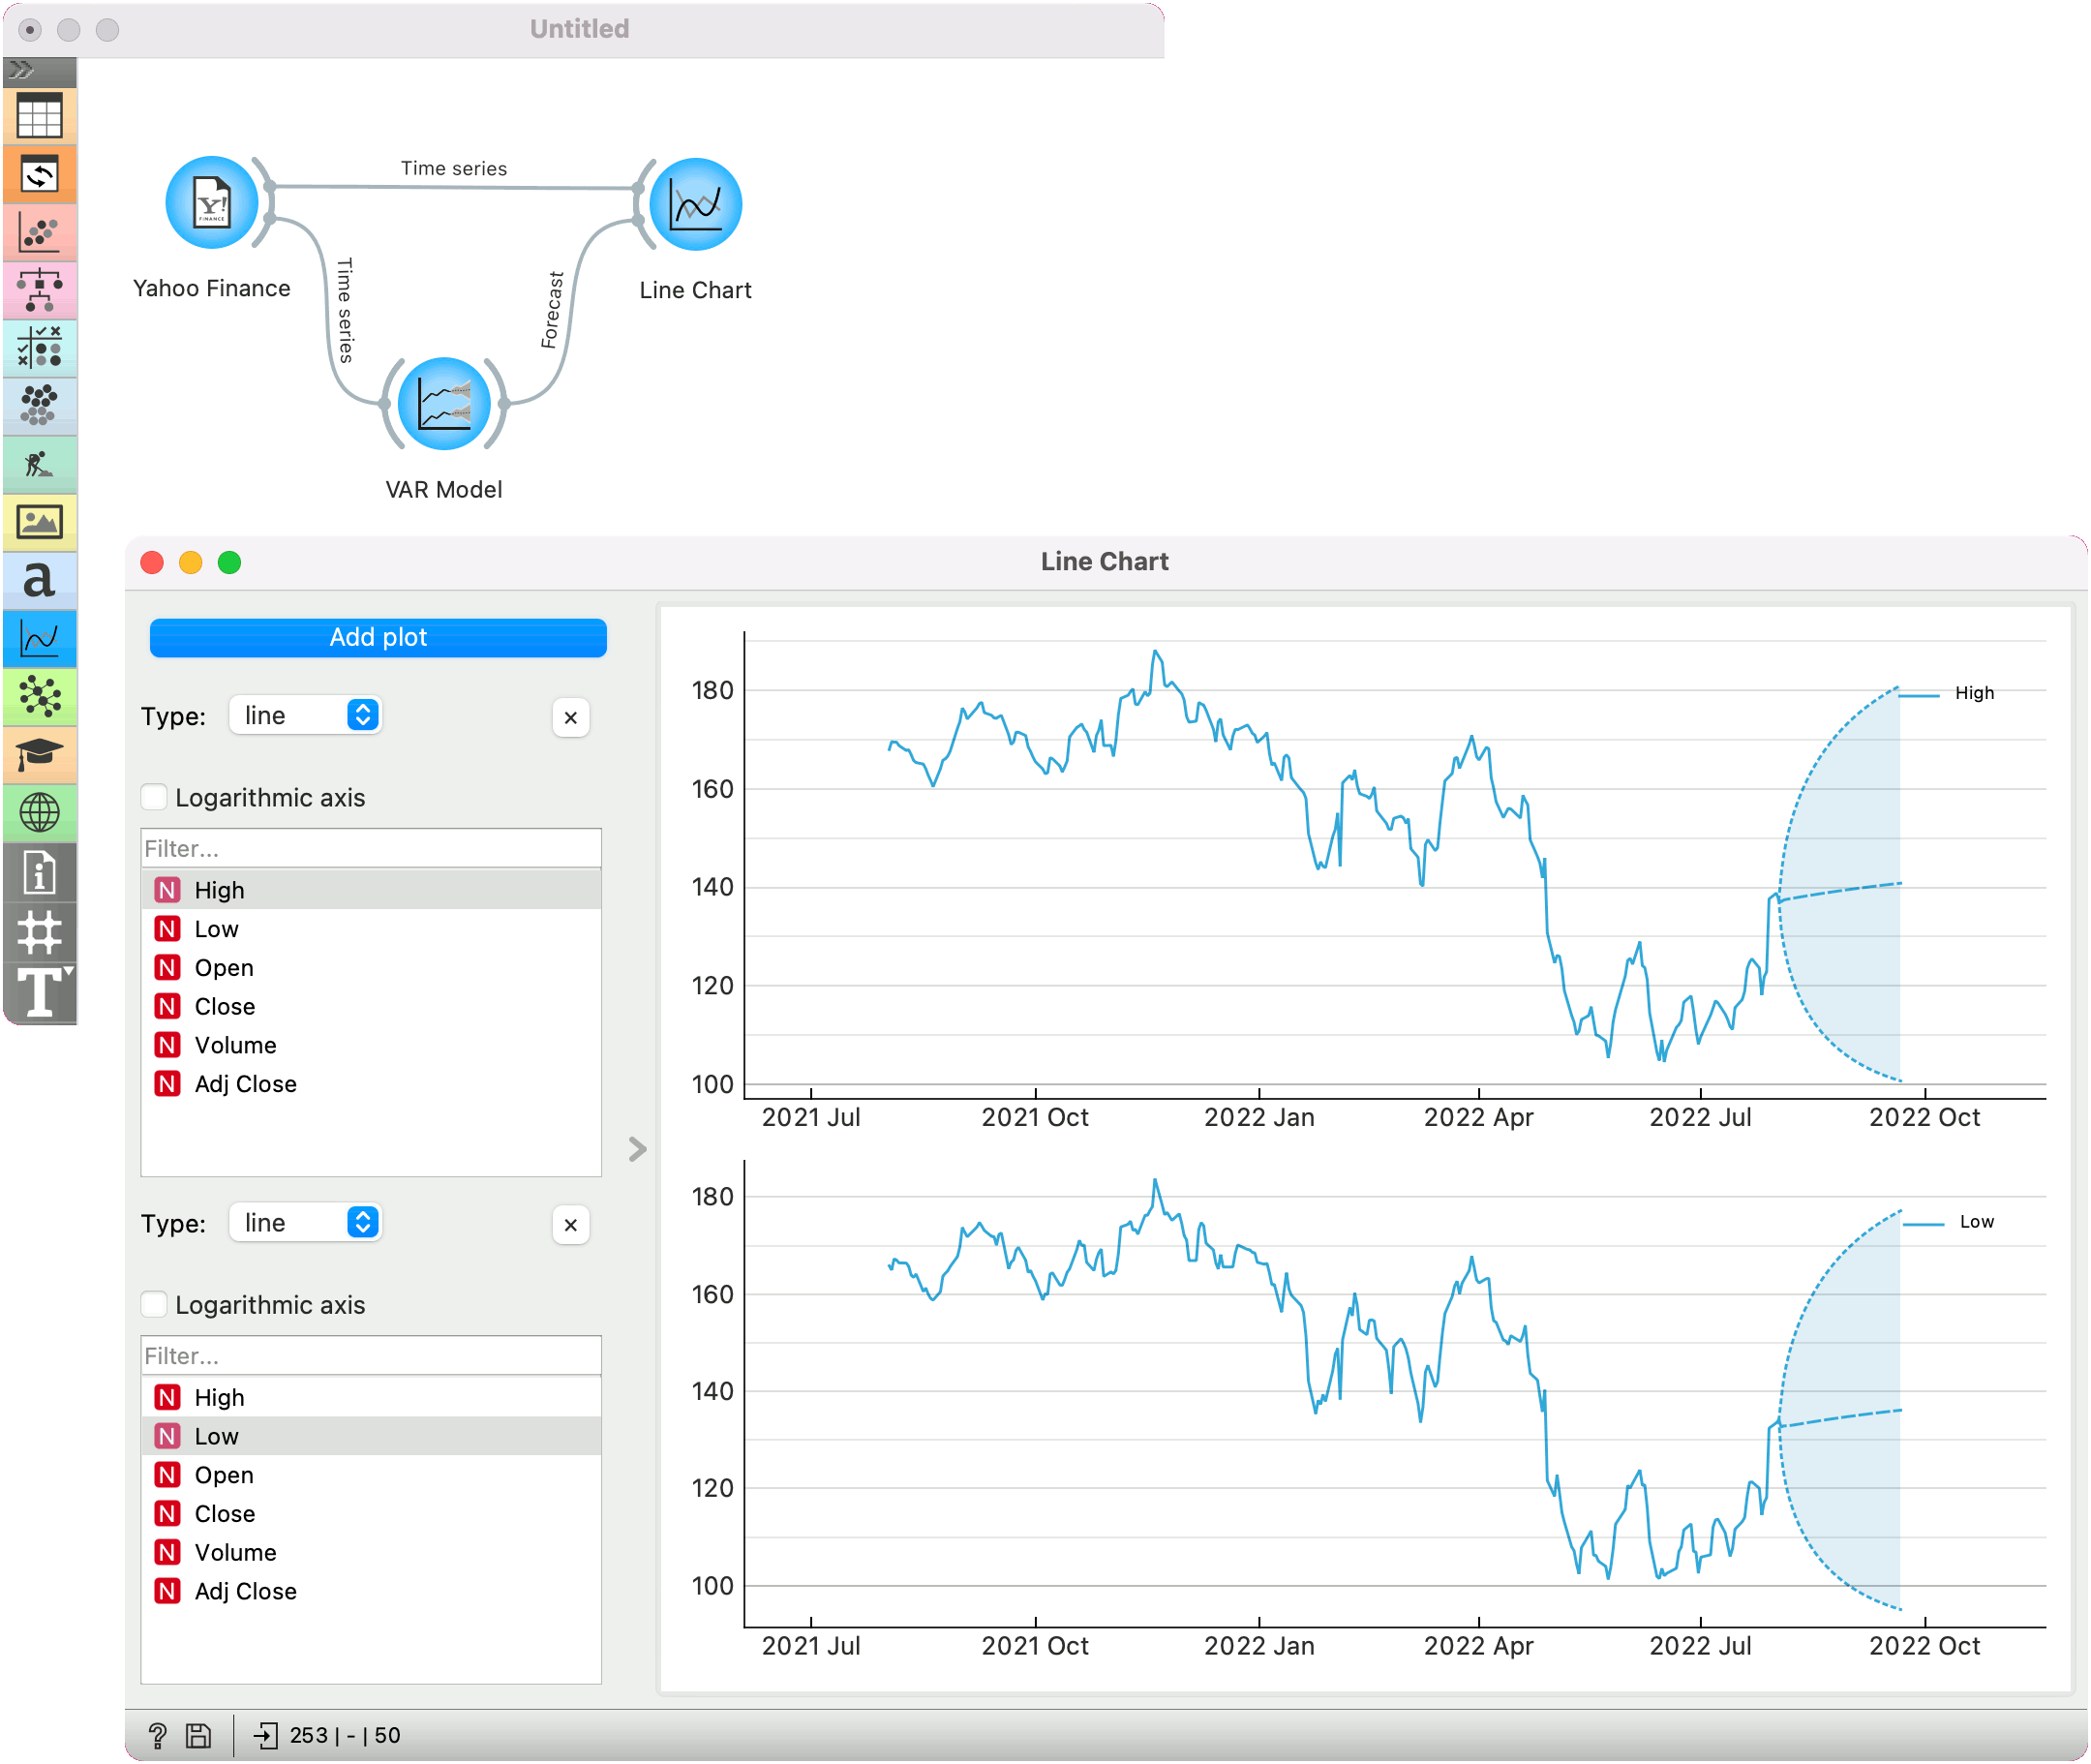 Untitled
Time series
Y!
FINANCE
Yahoo Finance
Line Chart
Time series
Forecast
VAR Model
a
T
Line Chart
Add plot
Type: line
Logarithmic axis
Filter...
N High
N Low
N Open
N Close
N Volume
N Adj Close
Type: line
Logarithmic axis
Filter...
N High
N Low
N Open
N Close
N Volume
N Adj Close
180
160
140
120
100
High
2021 Jul 2021 Oct 2022 Jan 2022 Apr 2022 Jul 2022 Oct
180
160
140
120
100
Low
2021 Jul 2021 Oct 2022 Jan 2022 Apr 2022 Jul 2022 Oct
? 253 | - | 50